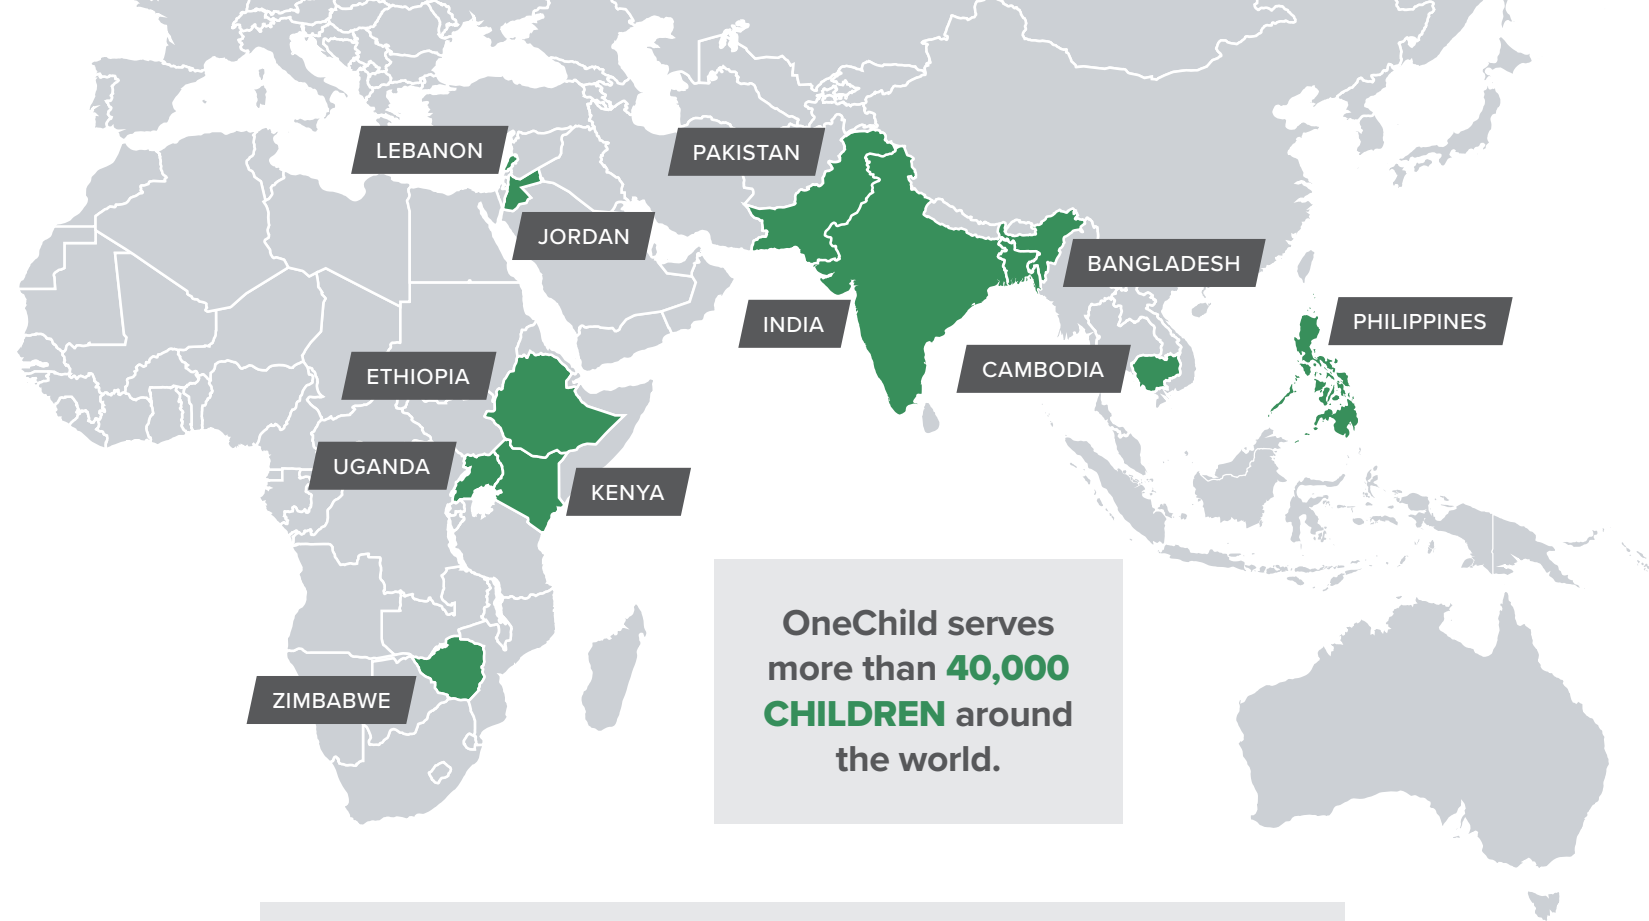 LEBANON
PAKISTAN
JORDAN
BANGLADESH
INDIA
PHILIPPINES
ETHIOPIA
CAMBODIA
UGANDA
KENYA
OneChild serves
more than 40,000
CHILDREN around
the world.
ZIMBABWE